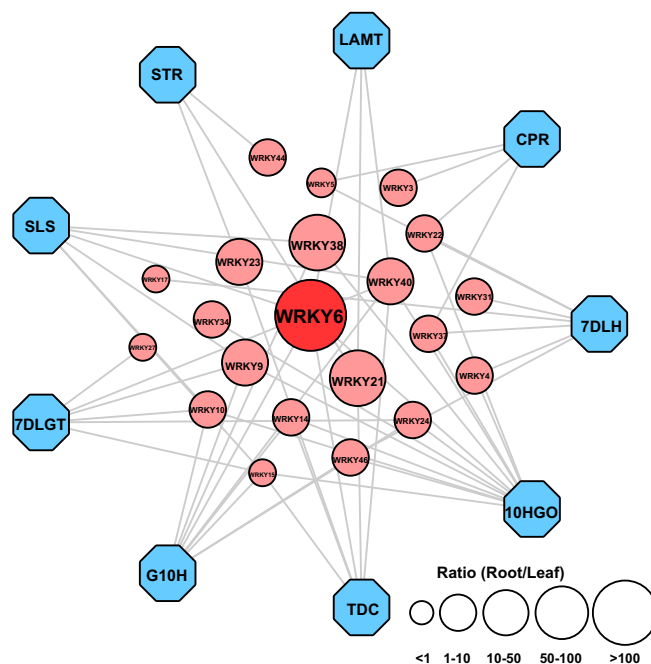 LAMT
STR
CPR
WRKY44
WRKY5
WRKY3
SLS
WRKY22
WRKY38
WRKY23
WRKY40
WRKY17
WRKY31
WRKY6
WRKY34
7DLH
WRKY37
WRKY27
WRKY9
WRKY21
WRKY4
WRKY10
WRKY14
WRKY24
7DLGT
WRKY46
WRKY15
10HGO
G10H
Ratio (Root/Leaf)
TDC
<1 1-10 10-50 50-100 >100